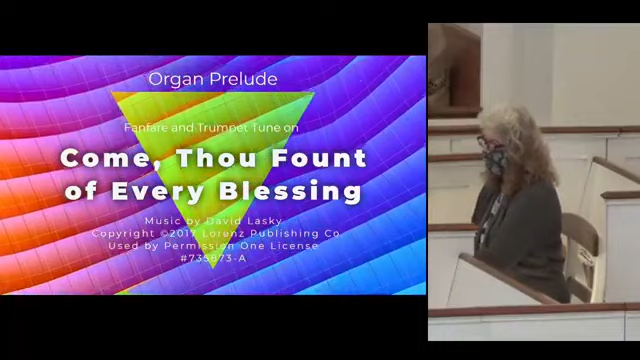 Organ Prelude
Fanfare and Trumpet Tune on
Come, Thou Fount
of Every Blessing
Music by David Lasky
Copyright ©2017 Lorenz Publishing Co.
Used by Permission One License
#735873-A